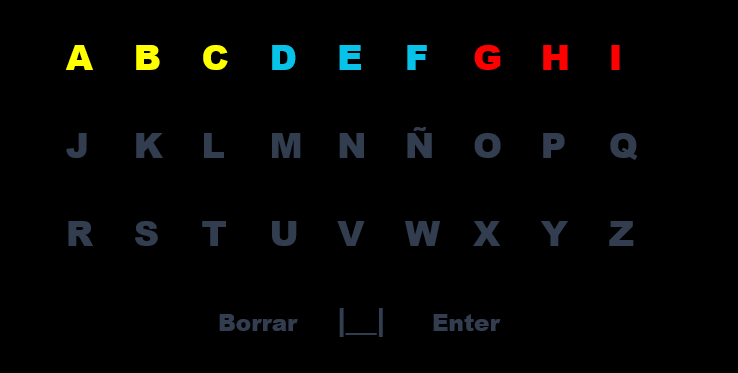 A B C D E F G H I
J K L M N Ñ O P Q
R S T U V W X Y Z
Borrar |__| Enter